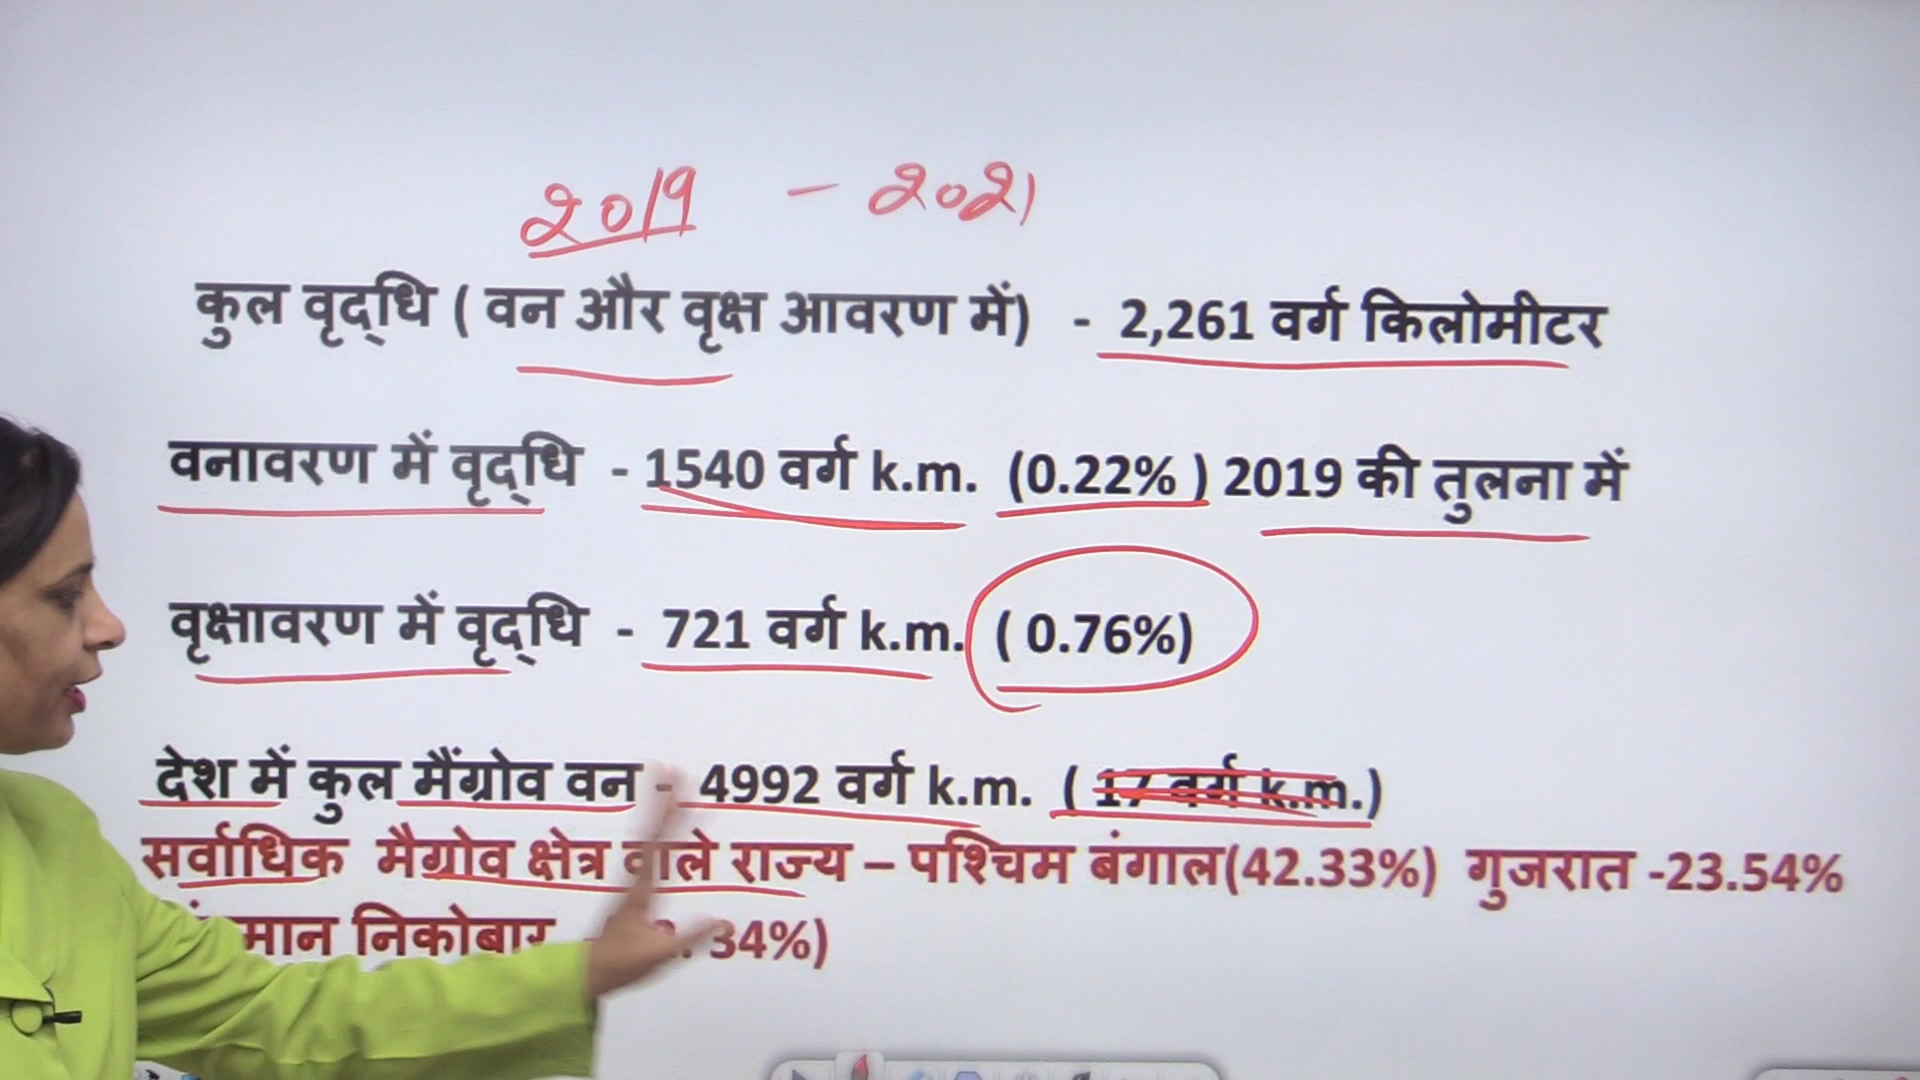 2019 - 2021
कुल वृद्धि ( वन और वृक्ष आवरण में) - 2,261 वर्ग किलोमीटर
वनावरण में वृद्धि - 1540 वर्ग k.m. (0.22% ) 2019 की तुलना में
वृक्षावरण में वृद्धि - 721 वर्ग k.m. ( 0.76%)
देश में कुल मैंग्रोव वन - 4992 वर्ग k.m. ( 17 वर्ग k.m.)
सर्वाधिक मैग्रोव क्षेत्र वाले राज्य – पश्चिम बंगाल(42.33%) गुजरात -23.54%
निकोबार 34%)